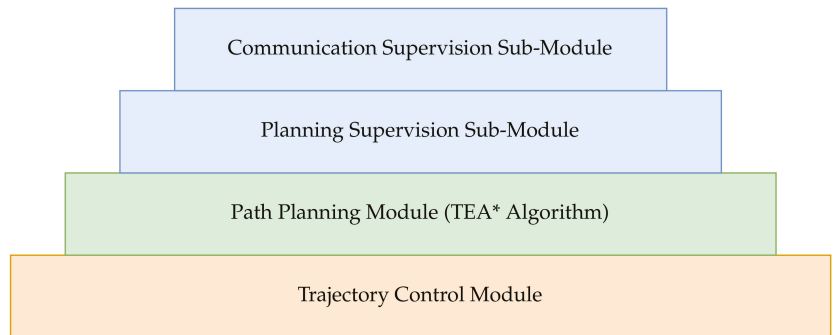 Communication Supervision Sub-Module
Planning Supervision Sub-Module
Path Planning Module (TEA* Algorithm)
Trajectory Control Module